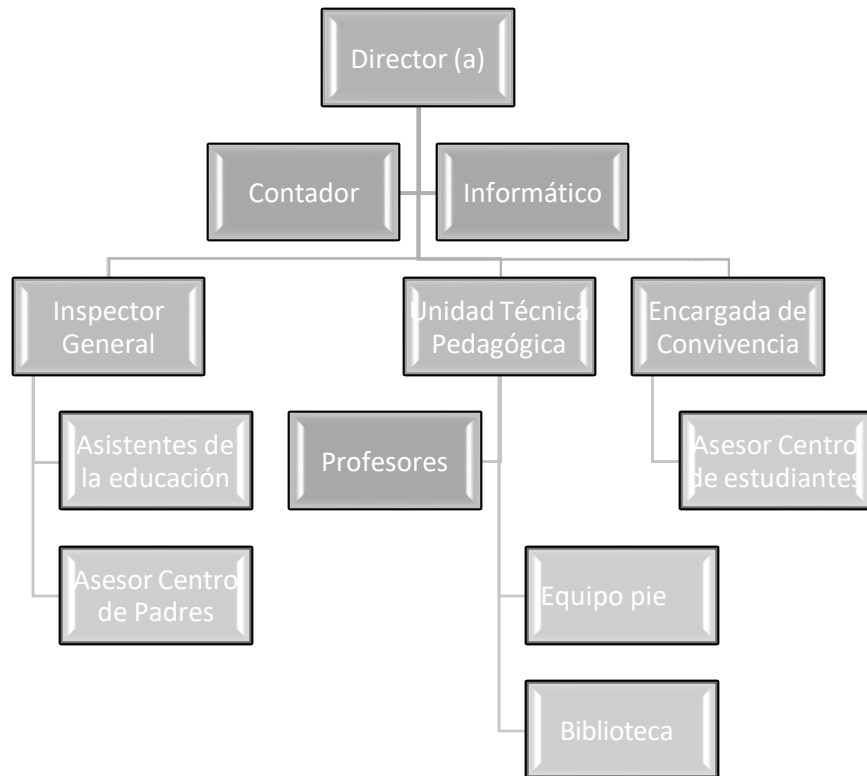 Director (a)
Contador
Informático
Inspector
General
Unidad Técnica
Pedagógica
Encargada de
Convivencia
Asistentes de
la educación
Profesores
Asesor Centro
de estudiantes
Asesor Centro
de Padres
Equipo pie
Biblioteca